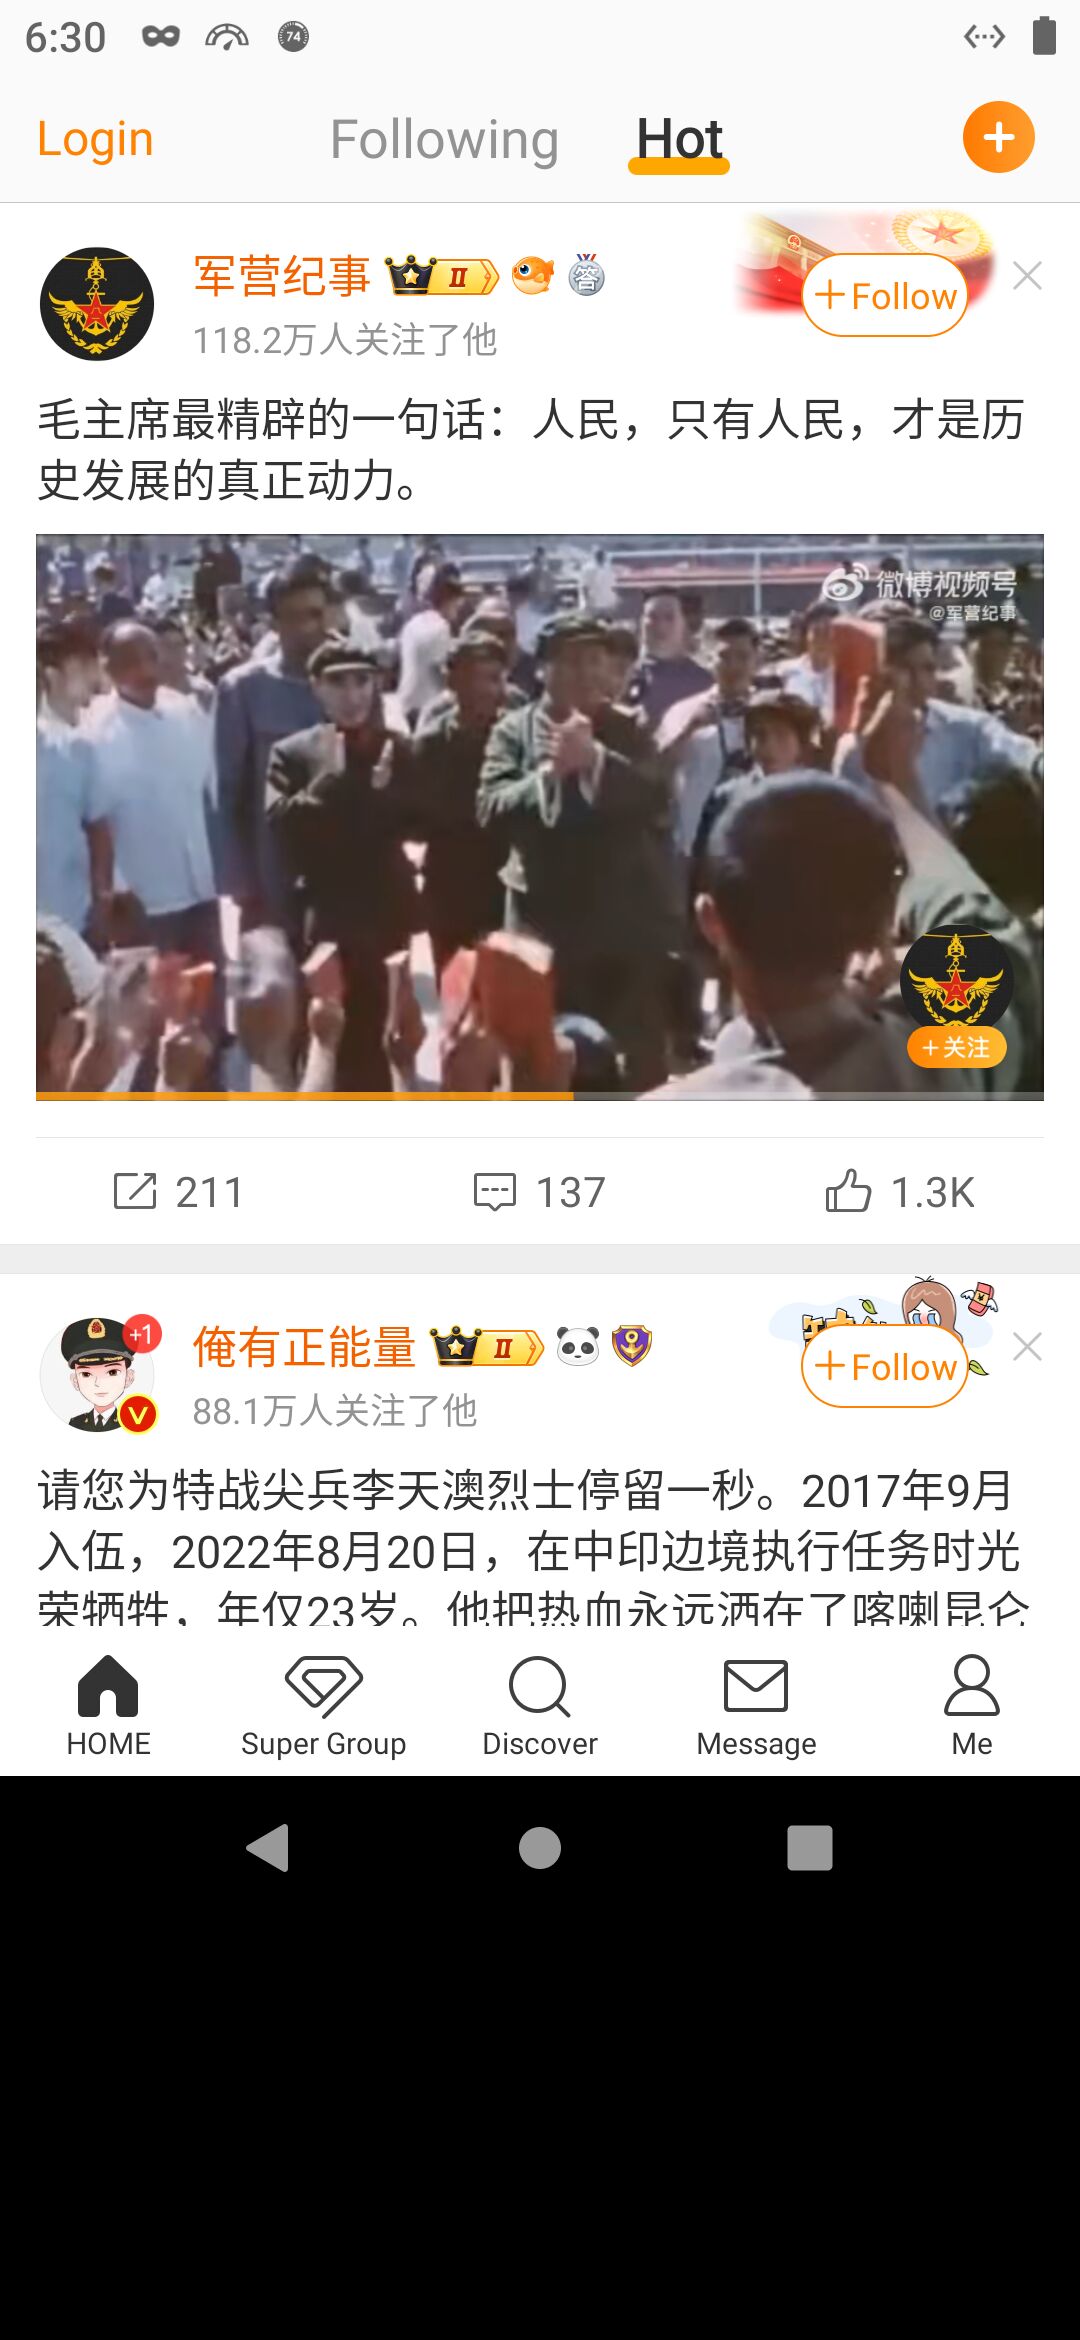 6:30
74
Login
Following
Hot
军营纪事
II
答
+Follow
118.2万人关注了他
毛主席最精辟的一句话：人民，只有人民，才是历
史发展的真正动力。
微博视频号
@军营纪事
+关注
211
137
1.3K
+1
俺有正能量
II
+Follow
V
88.1万人关注了他
请您为特战尖兵李天澳烈士停留一秒。2017年9月
入伍，2022年8月20日，在中印边境执行任务时光
荣牺牲，年仅23岁。他把热血永远洒在了喀喇昆仑
HOME
Super Group
Discover
Message
Me